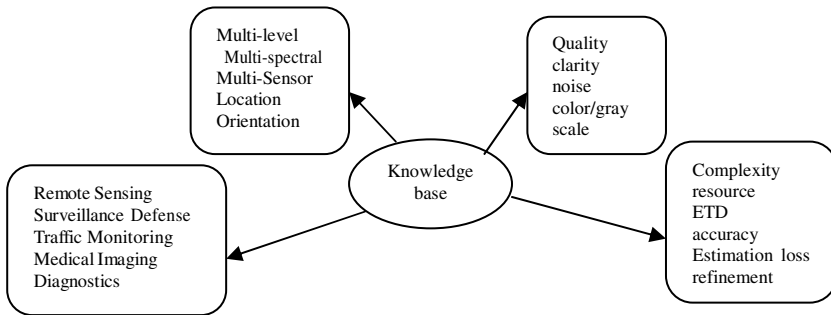 Multi-level
Multi-spectral
Multi-Sensor
Location
Orientation
Quality
clarity
noise
color/gray
scale
Knowledge
base
Remote Sensing
Surveillance Defense
Traffic Monitoring
Medical Imaging
Diagnostics
Complexity
resource
ETD
accuracy
Estimation loss
refinement